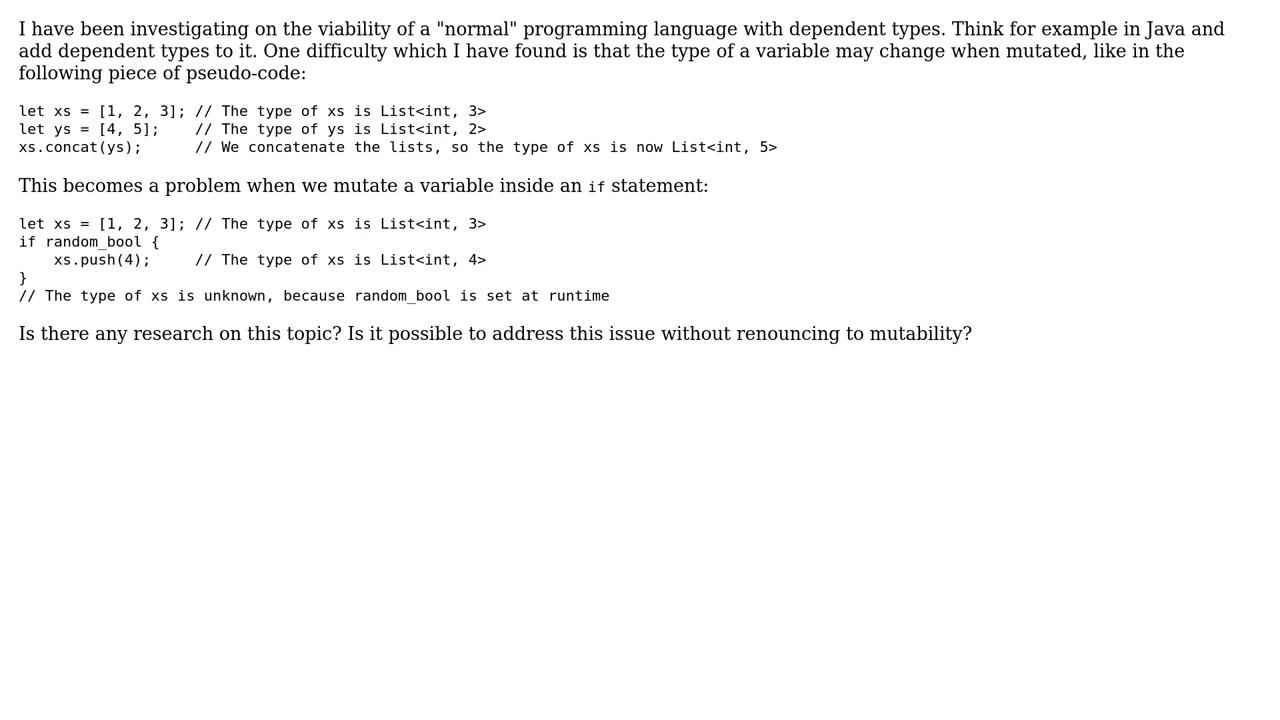 I have been investigating on the viability of a "normal" programming language with dependent types. Think for example in Java and
add dependent types to it. One difficulty which I have found is that the type of a variable may change when mutated, like in the
following piece of pseudo-code:
let xs = [1, 2, 3]; // The type of xs is List<int, 3>
let ys = [4, 5];    // The type of ys is List<int, 2>
xs.concat(ys);      // We concatenate the lists, so the type of xs is now List<int, 5>
This becomes a problem when we mutate a variable inside an if statement:
let xs = [1, 2, 3]; // The type of xs is List<int, 3>
if random_bool {
    xs.push(4);     // The type of xs is List<int, 4>
}
// The type of xs is unknown, because random_bool is set at runtime
Is there any research on this topic? Is it possible to address this issue without renouncing to mutability?